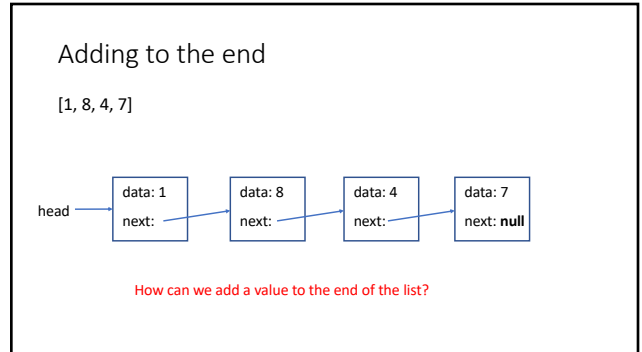 Adding to the end
[1, 8, 4, 7]
data: 1
next:
data: 8
next:
data: 4
next:
data: 7
next: null
head
How can we add a value to the end of the list?